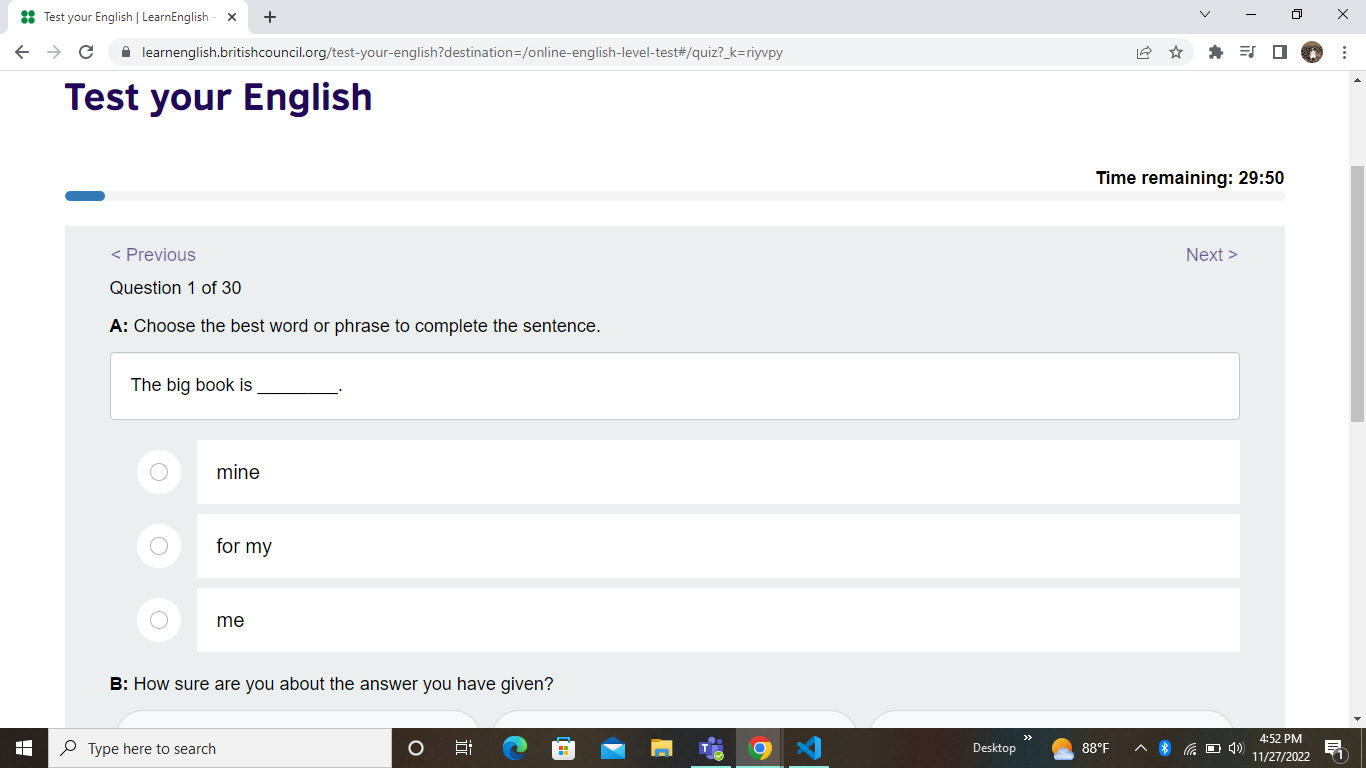 Test your English | LearnEnglish -
learnenglish.britishcouncil.org/test-your-english?destination=/online-english-level-test#/quiz?_k=riyvpy
Test your English
Time remaining: 29:50
< Previous
Next >
Question 1 of 30
A: Choose the best word or phrase to complete the sentence.
The big book is ________.
mine
for my
me
B: How sure are you about the answer you have given?
Type here to search
Desktop
88°F
4:52 PM
11/27/2022
1